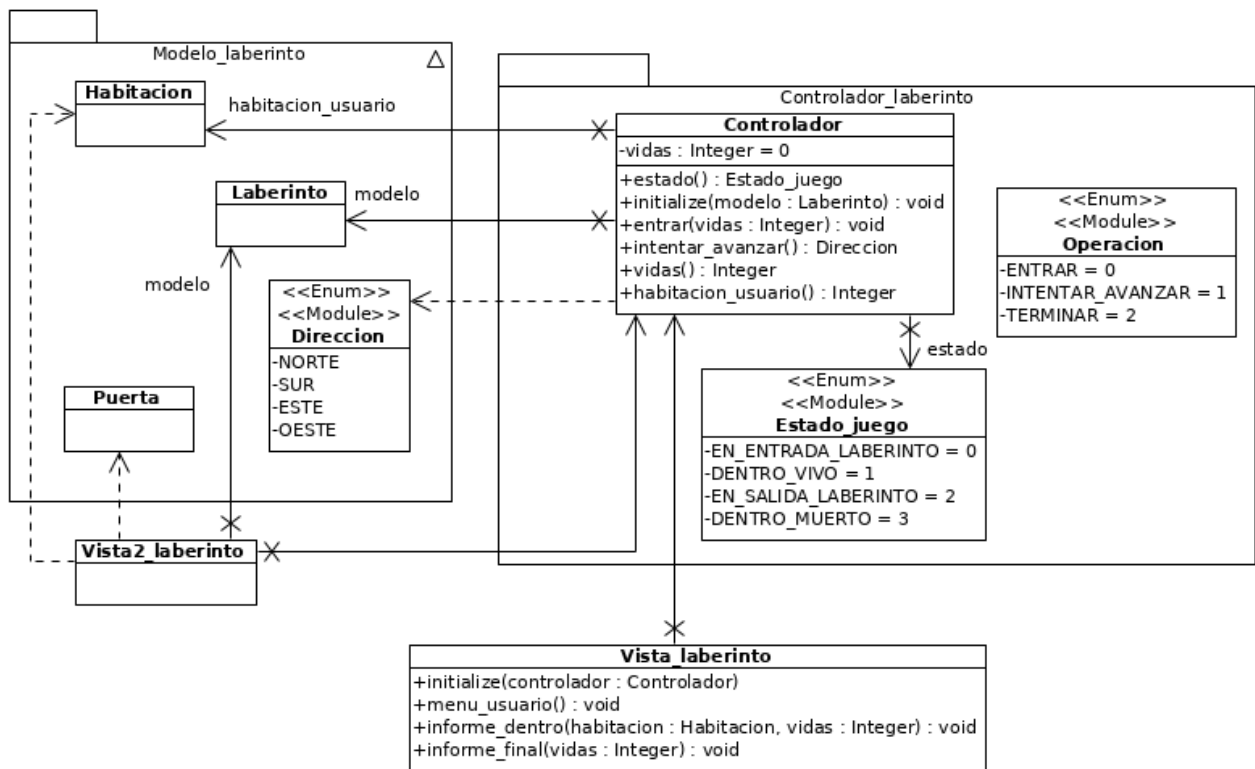 Modelo_laberinto
Habitacion
habitacion_usuario
Laberinto
modelo
modelo
<<Enum>>
<<Module>>
Direccion
-NORTE
-SUR
-ESTE
-OESTE
Puerta
Vista2_laberinto
Controlador_laberinto
Controlador
-vidas : Integer = 0
+estado() : Estado_juego
+initialize(modelo : Laberinto) : void
+entrar(vidas : Integer) : void
+intentar_avanzar() : Direccion
+vidas() : Integer
+habitacion_usuario() : Integer
<<Enum>>
<<Module>>
Operacion
-ENTRAR = 0
-INTENTAR_AVANZAR = 1
-TERMINAR = 2
estado
<<Enum>>
<<Module>>
Estado_juego
-EN_ENTRADA_LABERINTO = 0
-DENTRO_VIVO = 1
-EN_SALIDA_LABERINTO = 2
-DENTRO_MUERTO = 3
Vista_laberinto
+initialize(controlador : Controlador)
+menu_usuario() : void
+informe_dentro(habitacion : Habitacion, vidas : Integer) : void
+informe_final(vidas : Integer) : void